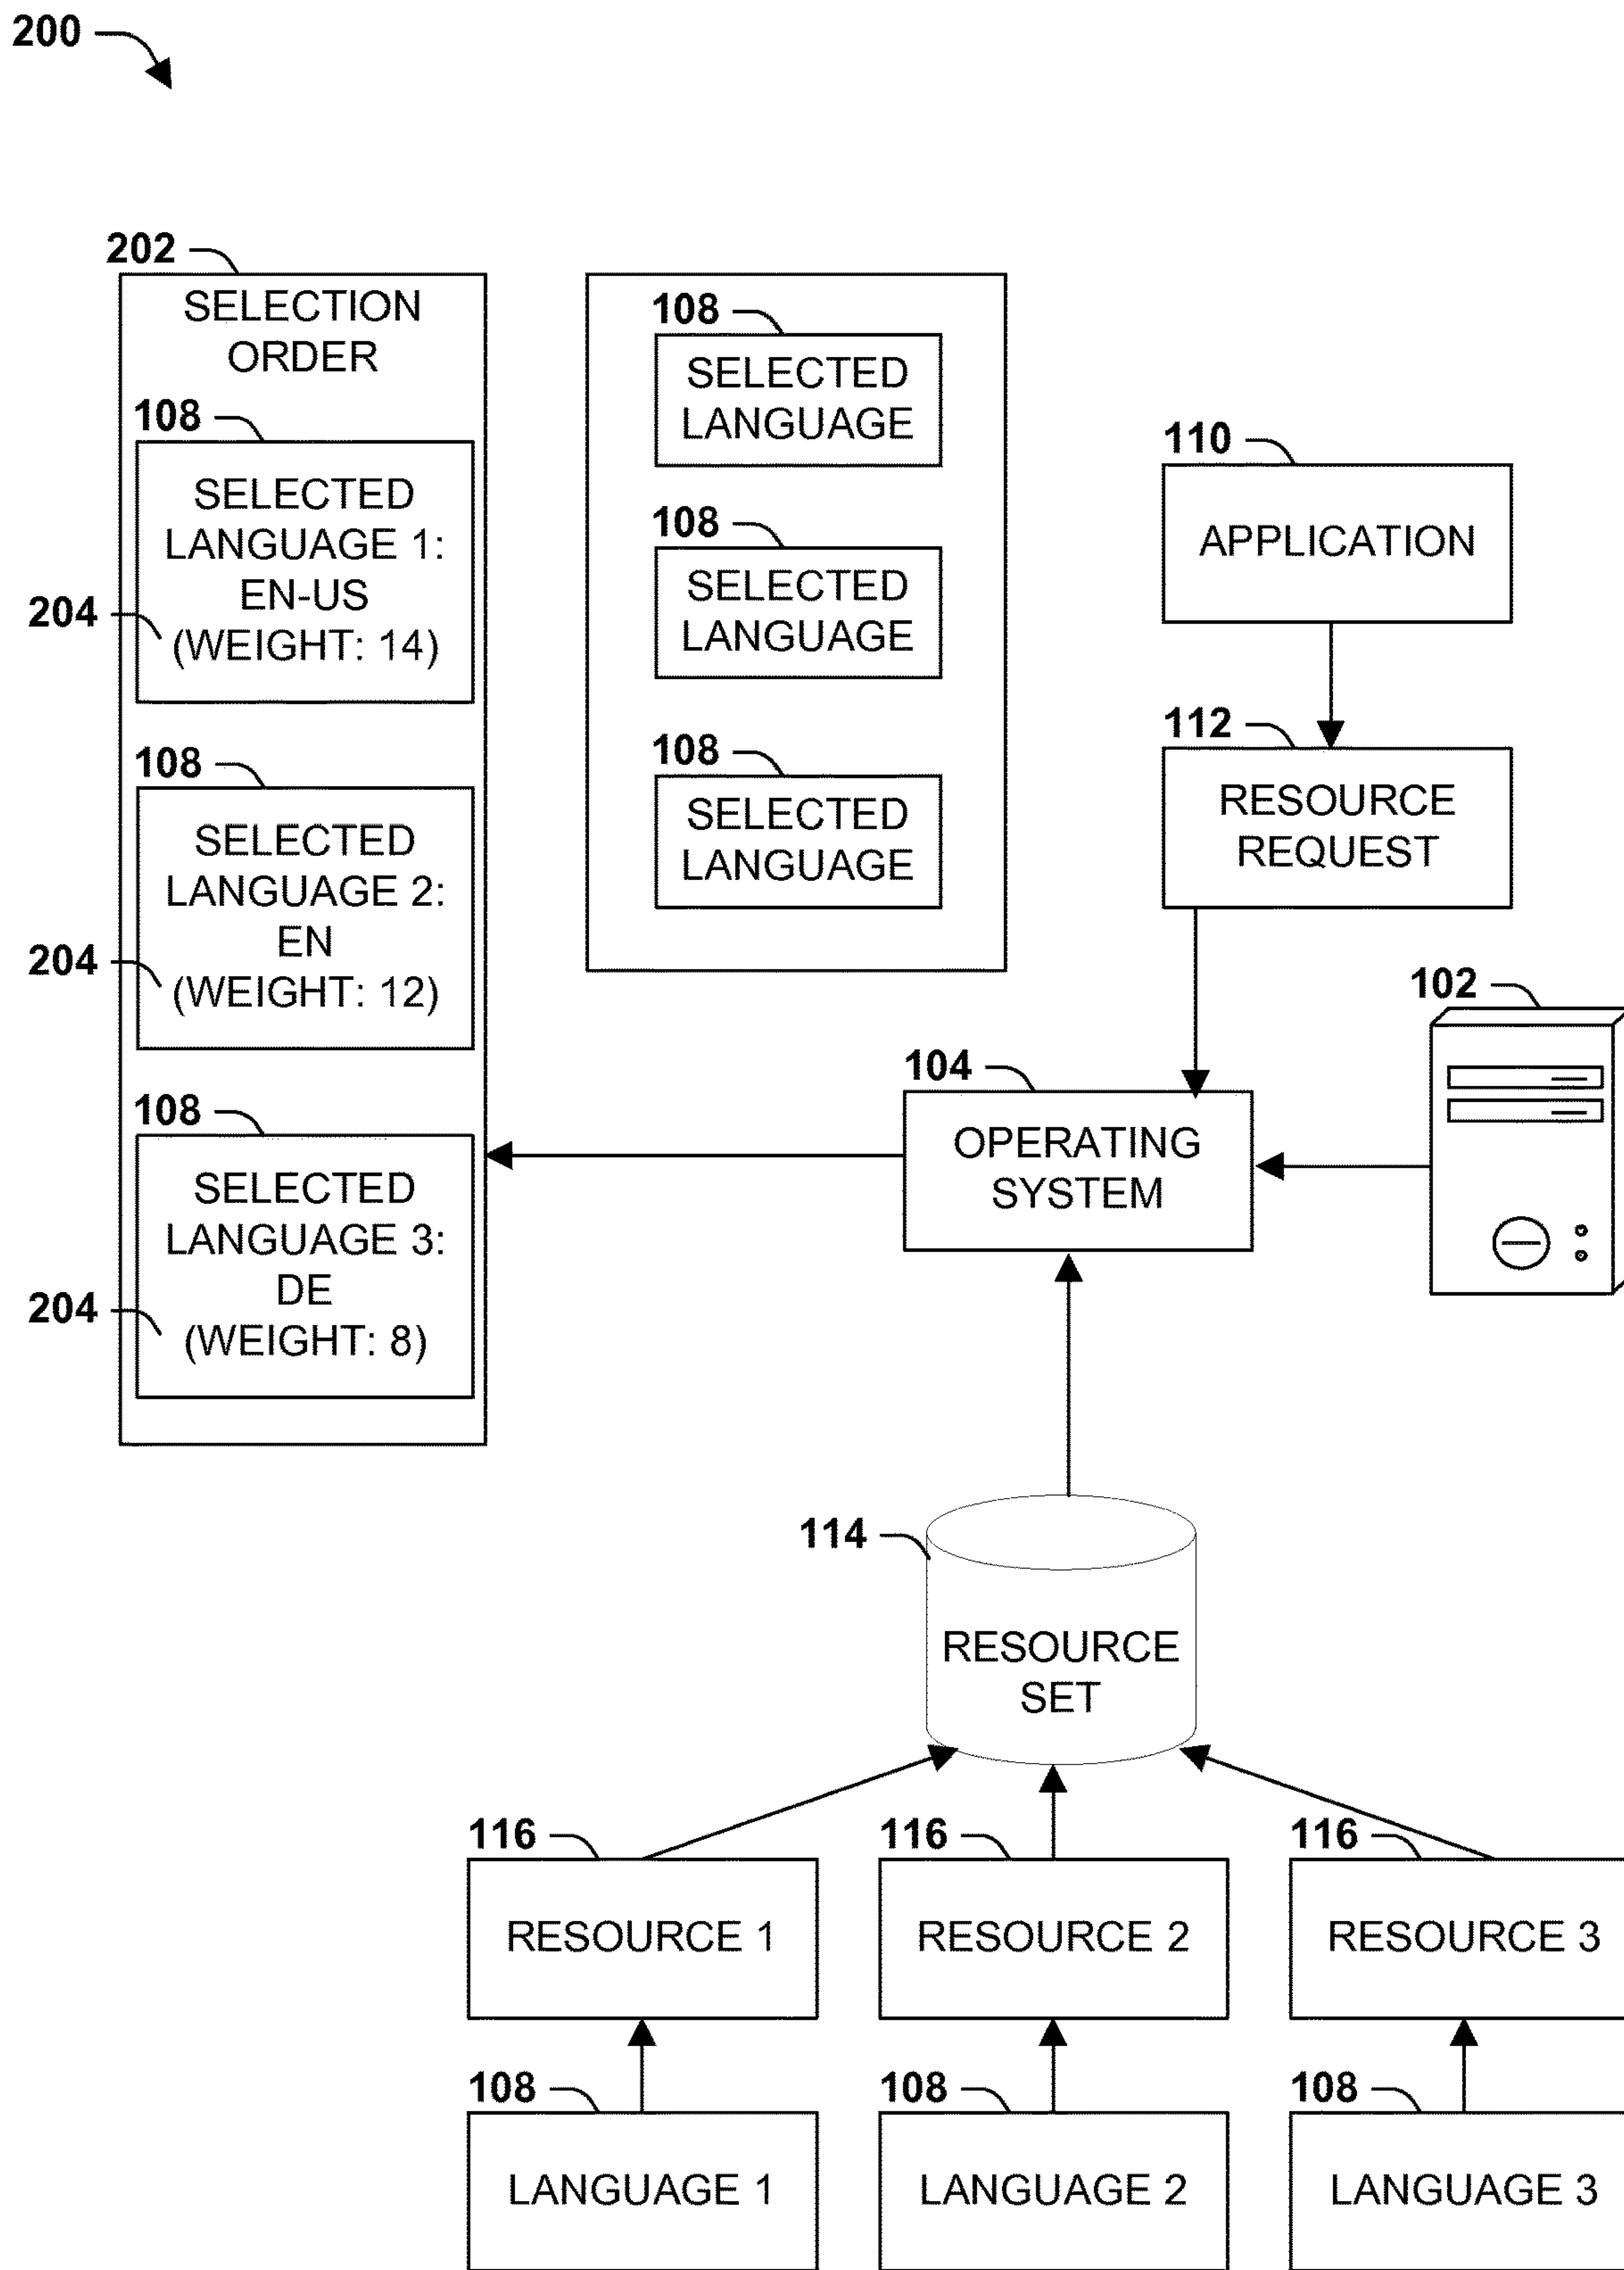 200
202
SELECTION
ORDER
108
SELECTED
LANGUAGE 1:
EN-US
204
(WEIGHT: 14)
108
SELECTED
LANGUAGE 2:
EN
204
(WEIGHT: 12)
108
SELECTED
LANGUAGE 3:
DE
204
(WEIGHT: 8)
108
SELECTED
LANGUAGE
108
SELECTED
LANGUAGE
108
SELECTED
LANGUAGE
110
APPLICATION
112
RESOURCE
REQUEST
102
104
OPERATING
SYSTEM
114
RESOURCE
SET
116
RESOURCE 1
116
RESOURCE 2
116
RESOURCE 3
108
LANGUAGE 1
108
LANGUAGE 2
108
LANGUAGE 3